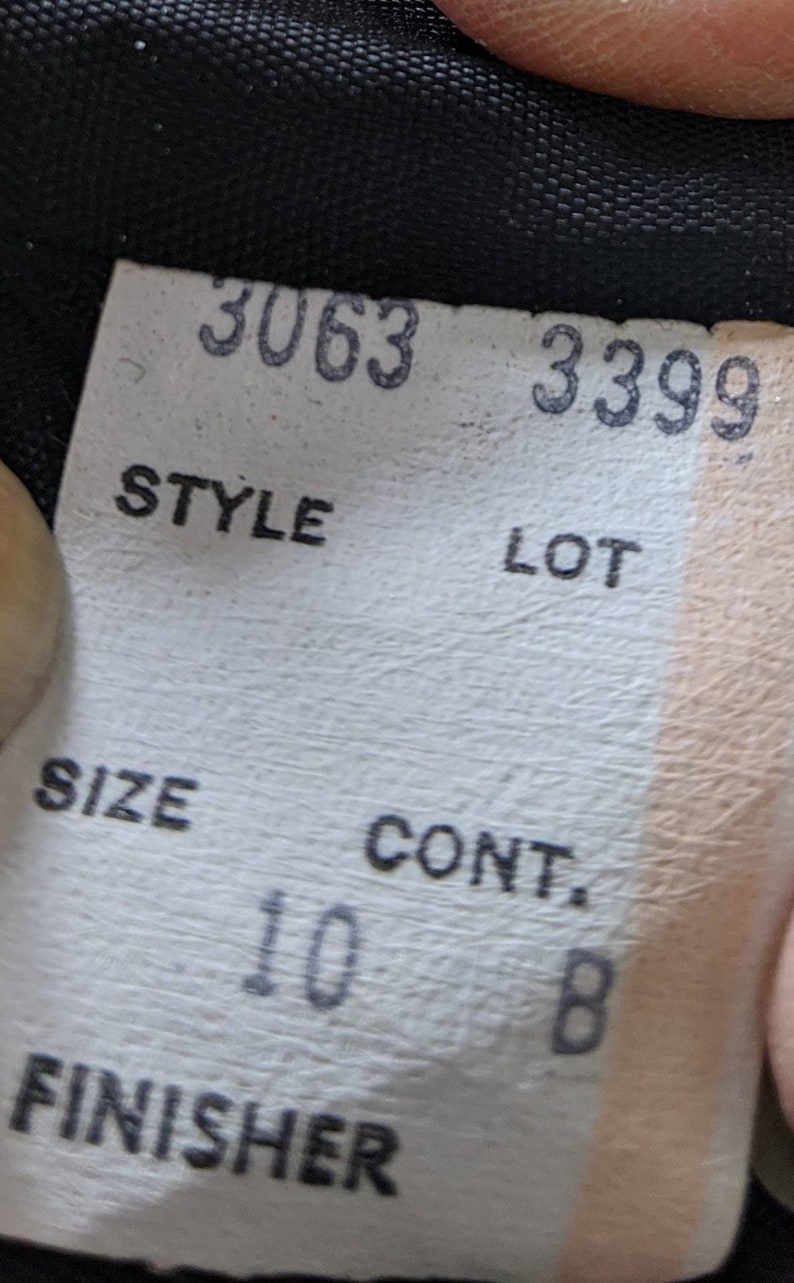 3063 3399
STYLE LOT
SIZE CONT.
10 B
FINISHER